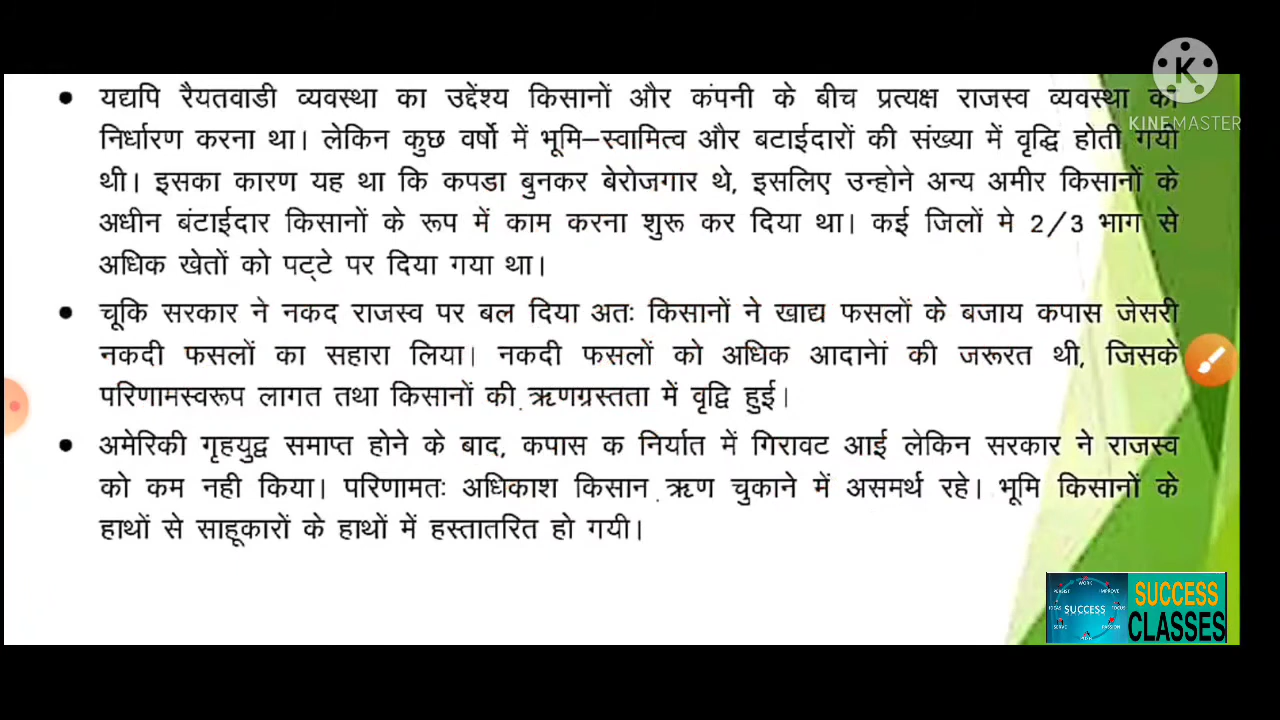 KINEMASTER
• यद्यपि रैयतवाडी व्यवस्था का उद्देंश्य किसानों और कंपनी के बीच प्रत्यक्ष राजस्व व्यवस्था का
निर्धारण करना था। लेकिन कुछ वर्षो में भूमि–स्वामित्व और बटाईदारों की संख्या में वृद्धि होती गयी
थी। इसका कारण यह था कि कपडा बुनकर बेरोजगार थे, इसलिए उन्होने अन्य अमीर किसानों के
अधीन बंटाईदार किसानों के रूप में काम करना शुरू कर दिया था। कई जिलों मे 2/3 भाग से
अधिक खेतों को पट्टे पर दिया गया था।
• चूकि सरकार ने नकद राजस्व पर बल दिया अतः किसानों ने खाद्य फसलों के बजाय कपास जेसरी
नकदी फसलों का सहारा लिया। नकदी फसलों को अधिक आदानेां की जरूरत थी, जिसके
परिणामस्वरूप लागत तथा किसानों की ऋणग्रस्तता में वृद्वि हुई।
• अमेरिकी गृहयुद्व समाप्त होने के बाद, कपास क निर्यात में गिरावट आई लेकिन सरकार ने राजस्व
को कम नही किया। परिणामतः अधिकाश किसान ऋण चुकाने में असमर्थ रहे। भूमि किसानों के
हाथों से साहूकारों के हाथों में हस्तातरित हो गयी।
SUCCESS
SUCCESS
CLASSES